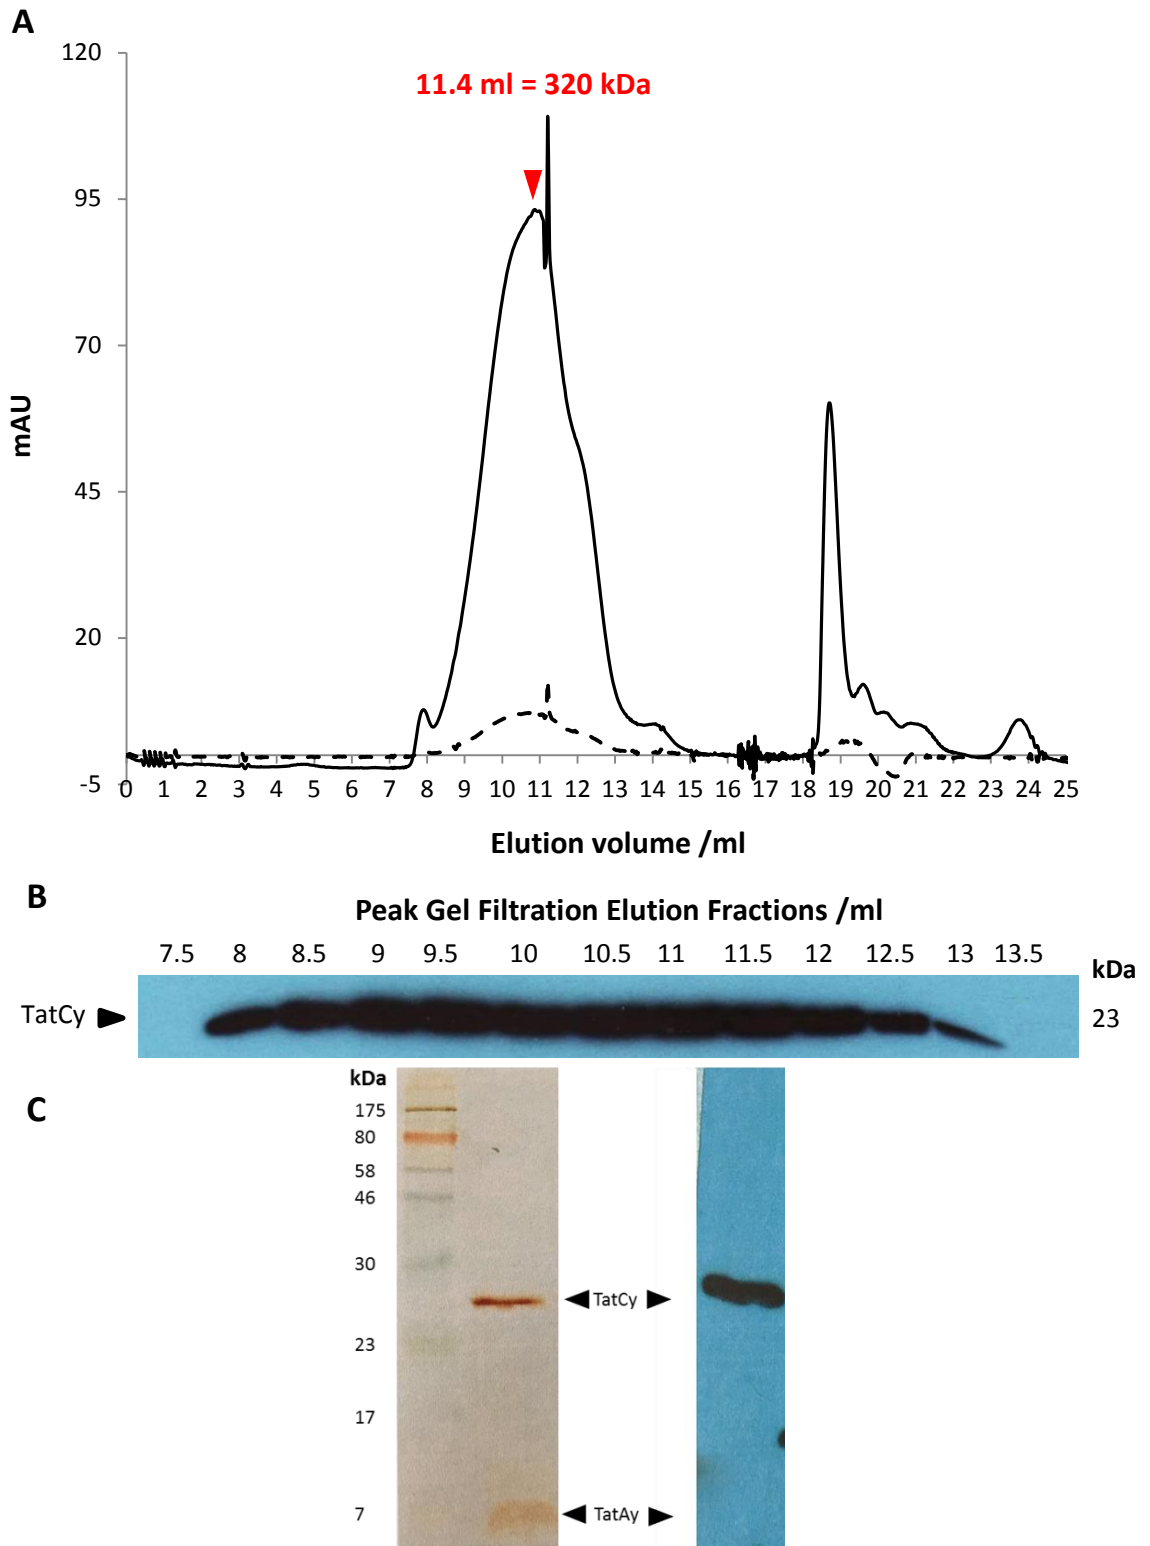 A
120
11.4 ml = 320 kDa
95
70
mAU
45
20
-5
0 1 2 3 4 5 6 7 8 9 10 11 12 13 14 15 16 17 18 19 20 21 22 23 24 25
Elution volume /ml
B
Peak Gel Filtration Elution Fractions /ml
7.5 8 8.5 9 9.5 10 10.5 11 11.5 12 12.5 13 13.5
kDa
TatCy
23
C
kDa
175
80
58
46
30
TatCy
23
17
7
TatAy